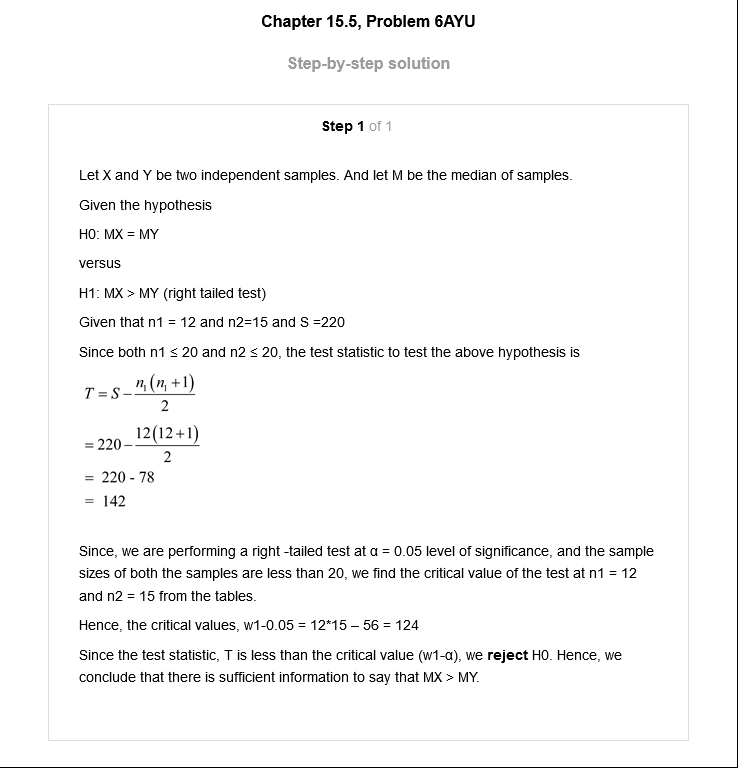 Chapter 15.5, Problem 6AYU
Step-by-step solution
Step 1 of 1
Let X and Y be two independent samples. And let M be the median of samples.
Given the hypothesis
H0: MX = MY
versus
H1: MX > MY (right tailed test)
Given that n1 = 12 and n2=15 and S =220
Since both n1 ≤ 20 and n2 ≤ 20, the test statistic to test the above hypothesis is
T = S − n₁(n₁ +1) / 2
= 220 − 12(12+1) / 2
= 220 - 78
= 142
Since, we are performing a right -tailed test at α = 0.05 level of significance, and the sample
sizes of both the samples are less than 20, we find the critical value of the test at n1 = 12
and n2 = 15 from the tables.
Hence, the critical values, w1-0.05 = 12*15 – 56 = 124
Since the test statistic, T is less than the critical value (w1-α), we reject H0. Hence, we
conclude that there is sufficient information to say that MX > MY.